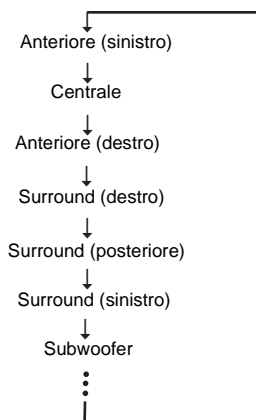 Anteriore (sinistro)
Centrale
Anteriore (destro)
Surround (destro)
Surround (posteriore)
Surround (sinistro)
Subwoofer